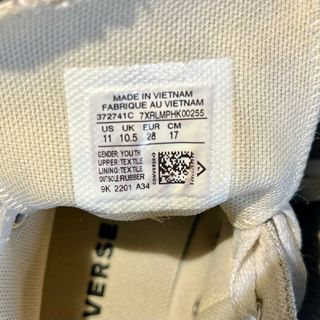 MADE IN VIETNAM
FABRIQUE AU VIETNAM
372741C 7XRLMPHK00255
US UK EUR CM
11 10.5 28 17
GENDER: YOUTH
UPPER: TEXTILE
LINING: TEXTILE
OUTSOLE: RUBBER
9K 2201 A34
CONVERSE
VERSE